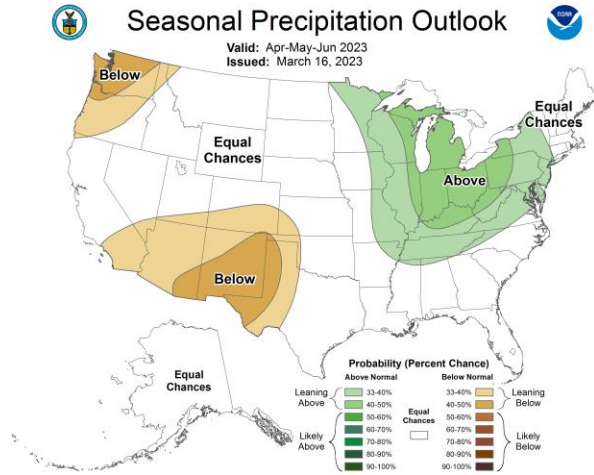 Seasonal Precipitation Outlook
NOAA
Valid: Apr-May-Jun 2023
Issued: March 16, 2023
Below
Equal
Chances
Equal
Chances
Above
Below
Equal
Chances
Probability (Percent Chance)
Above Normal
Below Normal
Leaning
Above
33-40%
40-50%
Likely
Above
50-60%
60-70%
70-80%
80-90%
90-100%
Equal
Chances
33-40%
40-50%
Leaning
Below
50-60%
60-70%
70-80%
80-90%
90-100%
Likely
Below